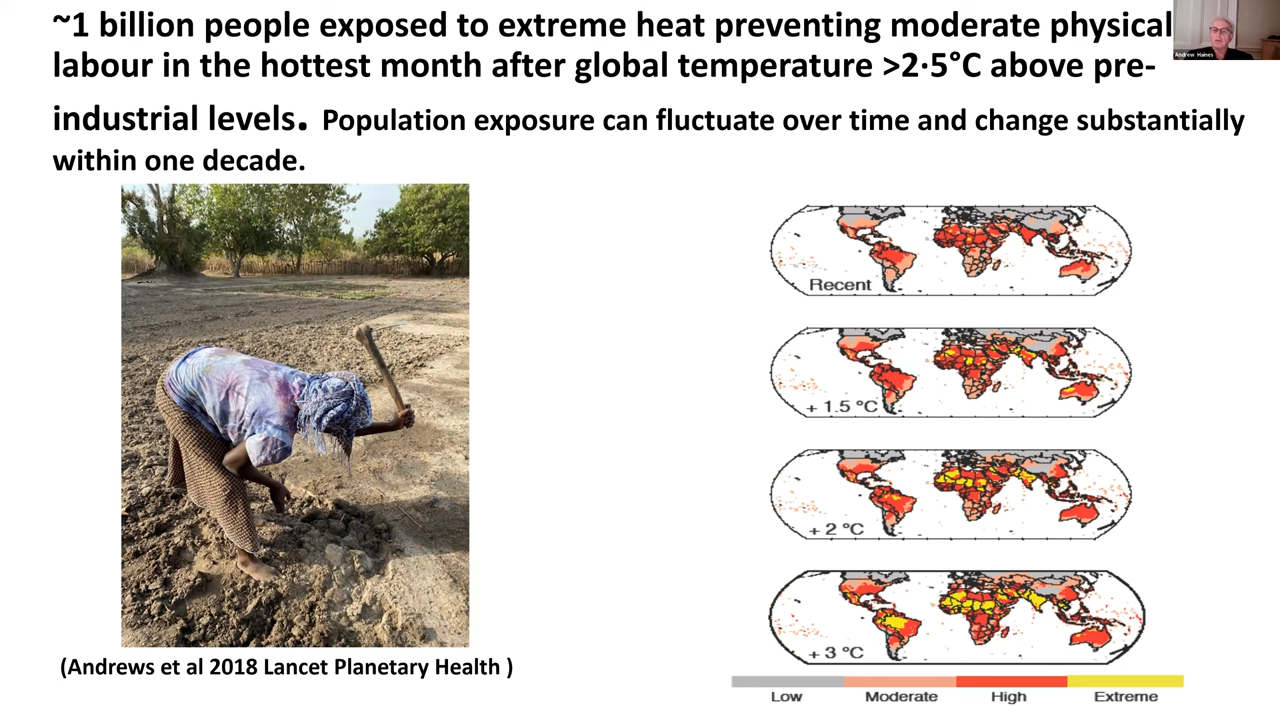 ~1 billion people exposed to extreme heat preventing moderate physical
labour in the hottest month after global temperature >2·5°C above pre-
industrial levels. Population exposure can fluctuate over time and change substantially
within one decade.
Andrew Haines
Recent
+ 1.5 °C
+ 2 °C
+ 3 °C
(Andrews et al 2018 Lancet Planetary Health )
Low Moderate High Extreme